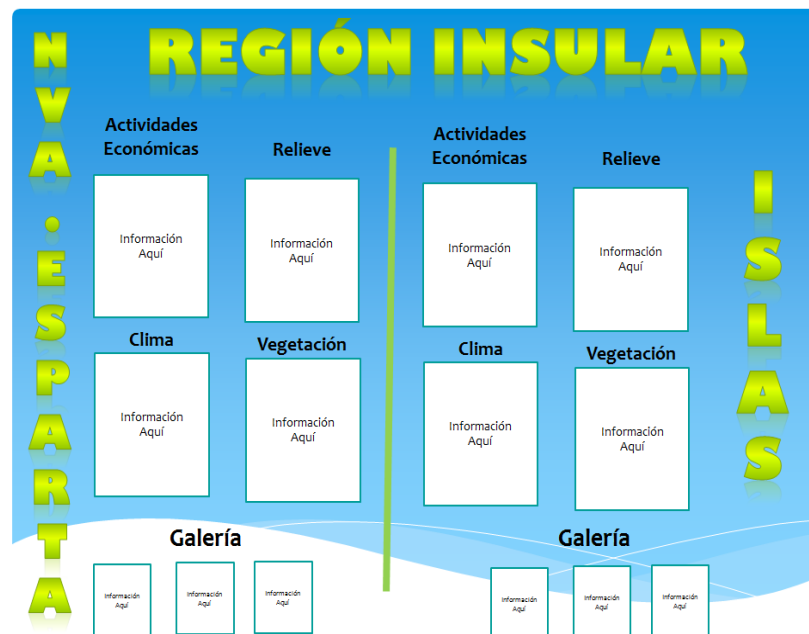 REGIÓN INSULAR
NVA.ESPARTA
Actividades
Económicas
Relieve
Información
Aquí
Información
Aquí
Clima
Vegetación
Información
Aquí
Información
Aquí
Galería
Información
Aquí
Información
Aquí
Información
Aquí
Actividades
Económicas
Relieve
Información
Aquí
Información
Aquí
Clima
Vegetación
Información
Aquí
Información
Aquí
Galería
Información
Aquí
Información
Aquí
Información
Aquí
ISLAS